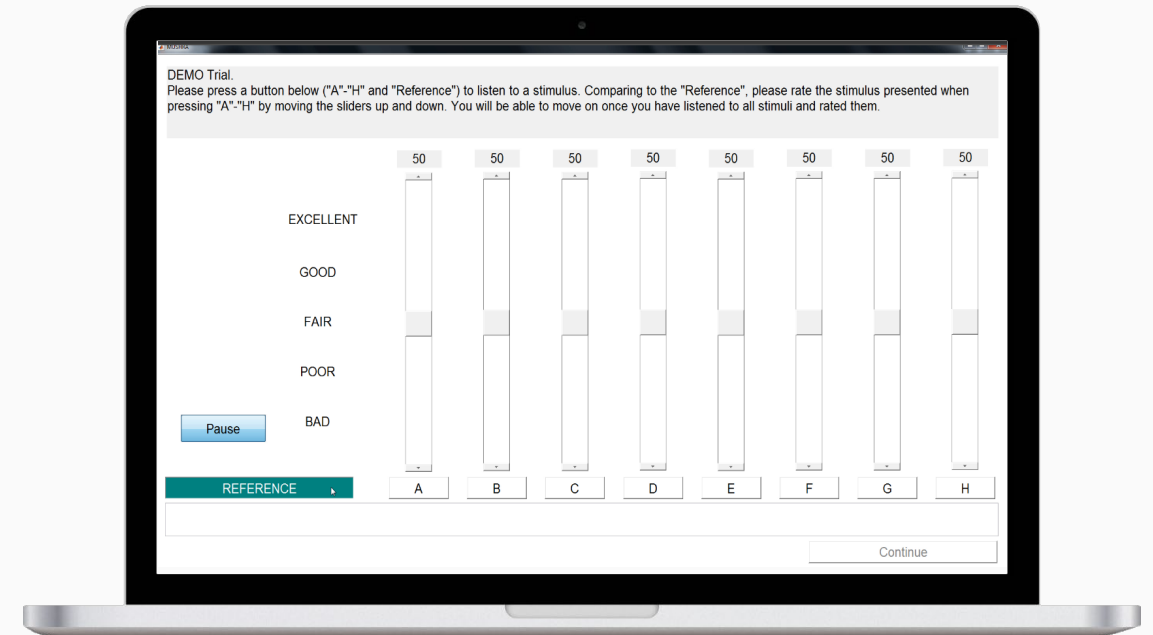 MUSHRA
DEMO Trial.
Please press a button below ("A"-"H" and "Reference") to listen to a stimulus. Comparing to the "Reference", please rate the stimulus presented when
pressing "A"-"H" by moving the sliders up and down. You will be able to move on once you have listened to all stimuli and rated them.
50 50 50 50 50 50 50 50
EXCELLENT
GOOD
FAIR
POOR
BAD
Pause
REFERENCE A B C D E F G H
Continue